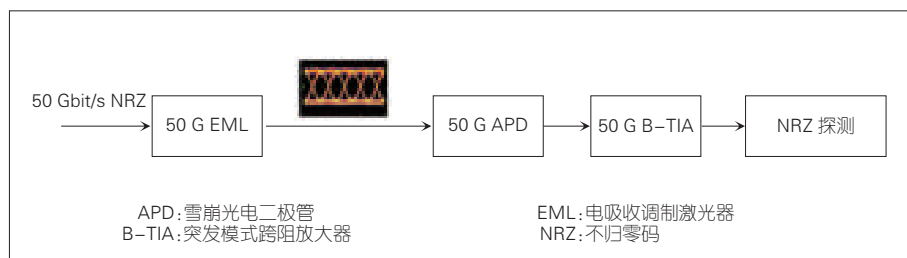 50 Gbit/s NRZ
50 G EML
50 G APD
50 G B-TIA
NRZ 探测
APD:雪崩光电二极管
EML:电吸收调制激光器
B-TIA:突发模式跨阻放大器
NRZ:不归零码